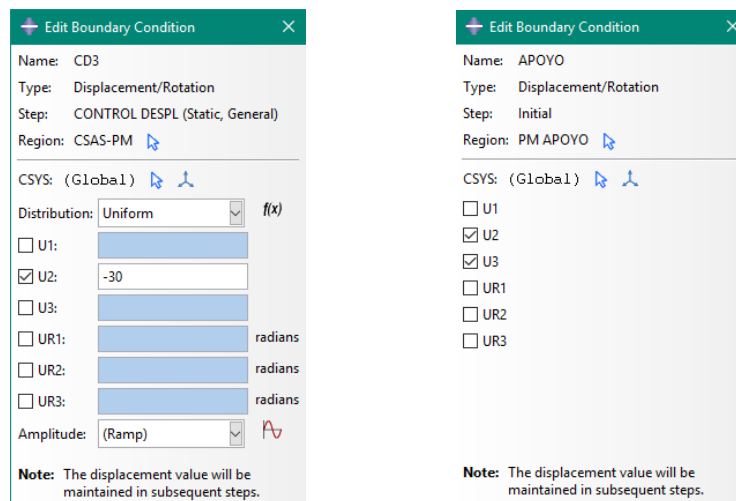 Edit Boundary Condition
Name: CD3
Type: Displacement/Rotation
Step: CONTROL DESPL (Static, General)
Region: CSAS-PM
CSYS: (Global)
Distribution: Uniform f(x)
U1:
U2: -30
U3:
UR1: radians
UR2: radians
UR3: radians
Amplitude: (Ramp)
Note: The displacement value will be
maintained in subsequent steps.
Edit Boundary Condition
Name: APOYO
Type: Displacement/Rotation
Step: Initial
Region: PM APOYO
CSYS: (Global)
U1
U2
U3
UR1
UR2
UR3
Note: The displacement value will be
maintained in subsequent steps.